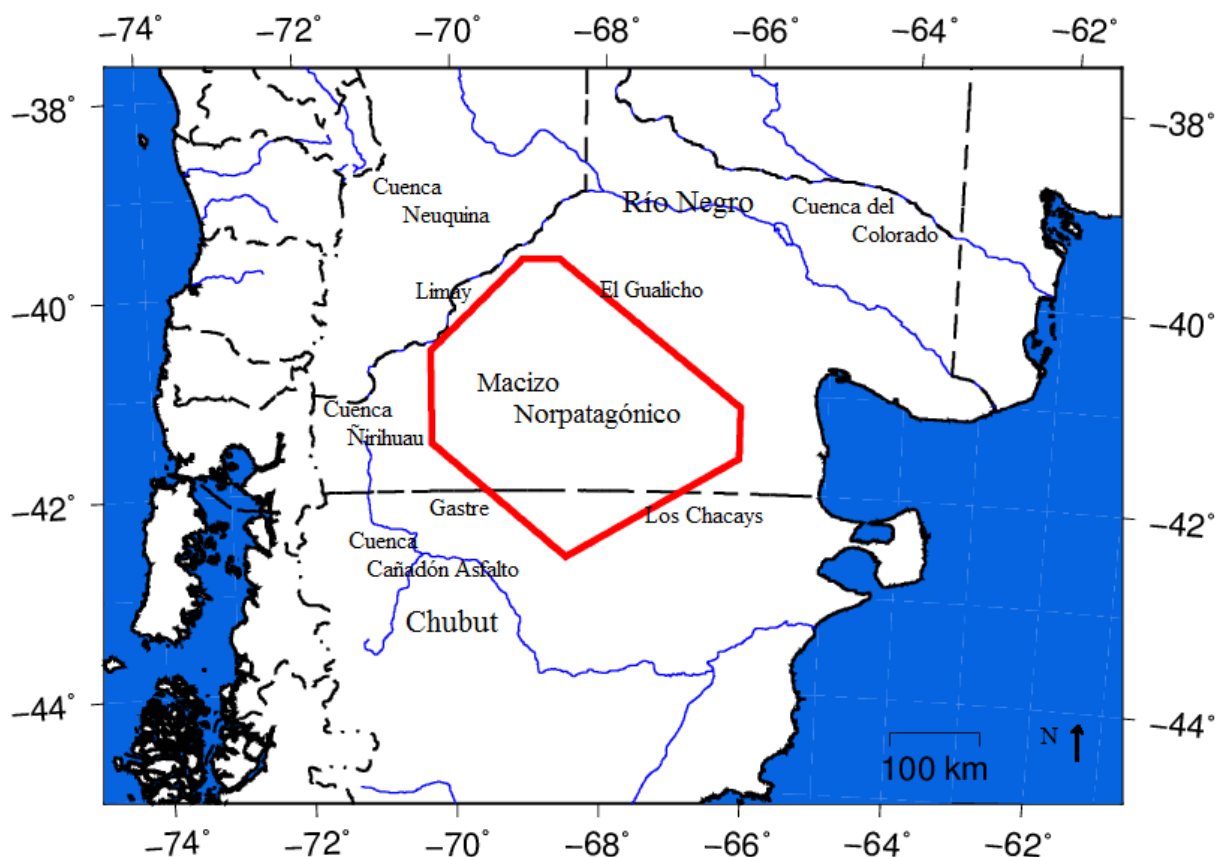 −74° −72° −70° −68° −66° −64° −62°
−38° −38°
Cuenca
Neuquina
Río Negro
Cuenca del
Colorado
Limay
El Gualicho
−40° −40°
Macizo
Norpatagónico
Cuenca
Ñirihuau
−42° −42°
Gastre
Los Chacays
Cuenca
Cañadón Asfalto
Chubut
−44° −44°
N
100 km
−74° −72° −70° −68° −66° −64° −62°